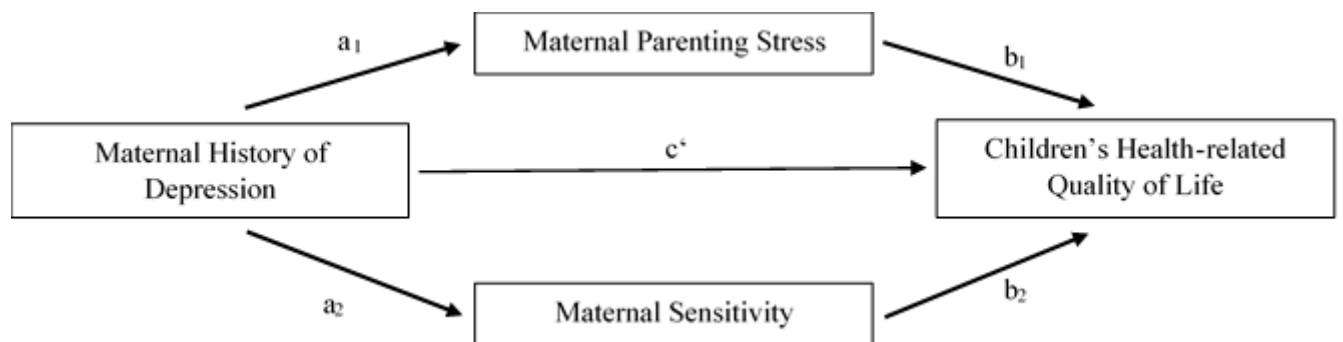 Maternal Parenting Stress
a₁
b₁
Maternal History of
Depression
c‘
Children’s Health-related
Quality of Life
a₂
Maternal Sensitivity
b₂